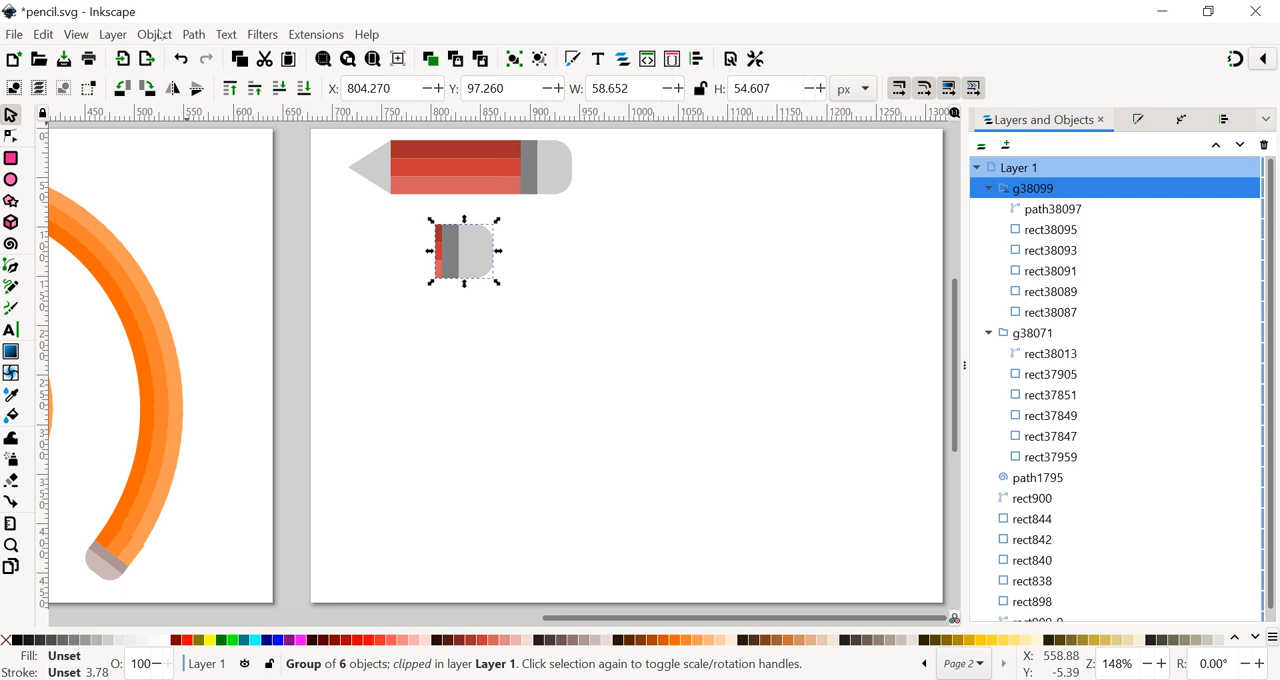 *pencil.svg - Inkscape
File Edit View Layer Object Path Text Filters Extensions Help
X: 804.270 Y: 97.260 W: 58.652 H: 54.607 px
450 500 550 600 650 700 750 800 850 900 950 1000 1050 1100 1150 1200 1250 1300
Layers and Objects
Layer 1
g38099
path38097
rect38095
rect38093
rect38091
rect38089
rect38087
g38071
rect38013
rect37905
rect37851
rect37849
rect37847
rect37959
path1795
rect900
rect844
rect842
rect840
rect838
rect898
Fill: Unset
Stroke: Unset 3.78
O: 100
Layer 1
Group of 6 objects; clipped in layer Layer 1. Click selection again to toggle scale/rotation handles.
Page 2
X: 558.88
Y: -5.39
Z: 148%
R: 0.00°